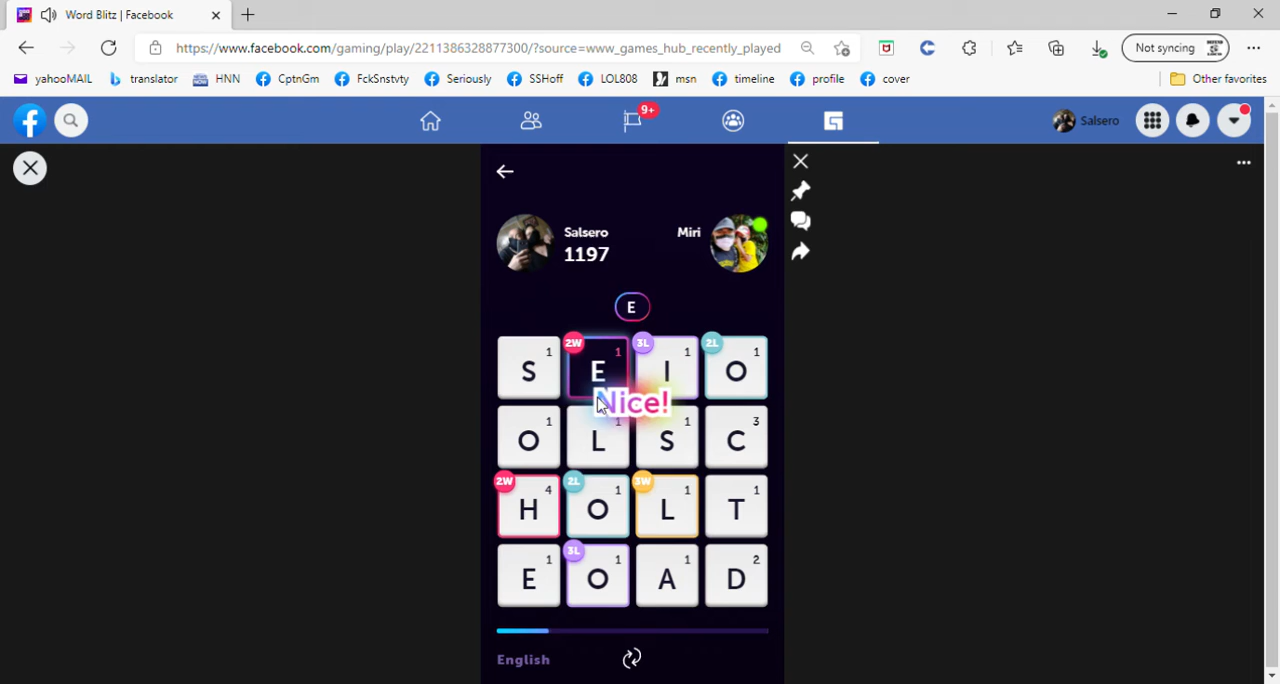 Word Blitz | Facebook
https://www.facebook.com/gaming/play/2211386328877300/?source=www_games_hub_recently_played
Not syncing
yahooMAIL translator HNN CptnGm FckSnstvty Seriously SSHoff LOL808 msn timeline profile cover Other favorites
9+
Salsero
Salsero Miri
1197
E
2W 3L 2L
1 1 1 1
S E I O
Nice!
1 1 1 3
O L S C
2W 2L 3W
4 1 1 1
H O L T
3L
1 1 1 2
E O A D
English